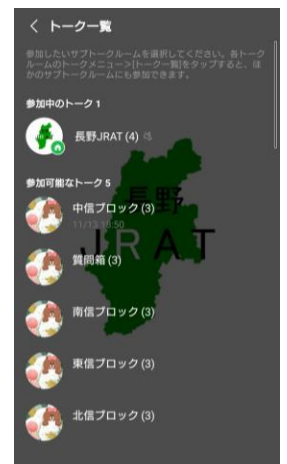 トーク一覧
参加したいサブトークルームを選択してください。各トーク
ルームのトークメニュー>[トーク一覧]をタップすると、ほ
かのサブトークルームにも参加できます。
参加中のトーク 1
長野JRAT (4)
参加可能なトーク 5
中信ブロック (3)
11/13 18:50
長野
JRAT
質問箱 (3)
南信ブロック (3)
東信ブロック (3)
北信ブロック (3)